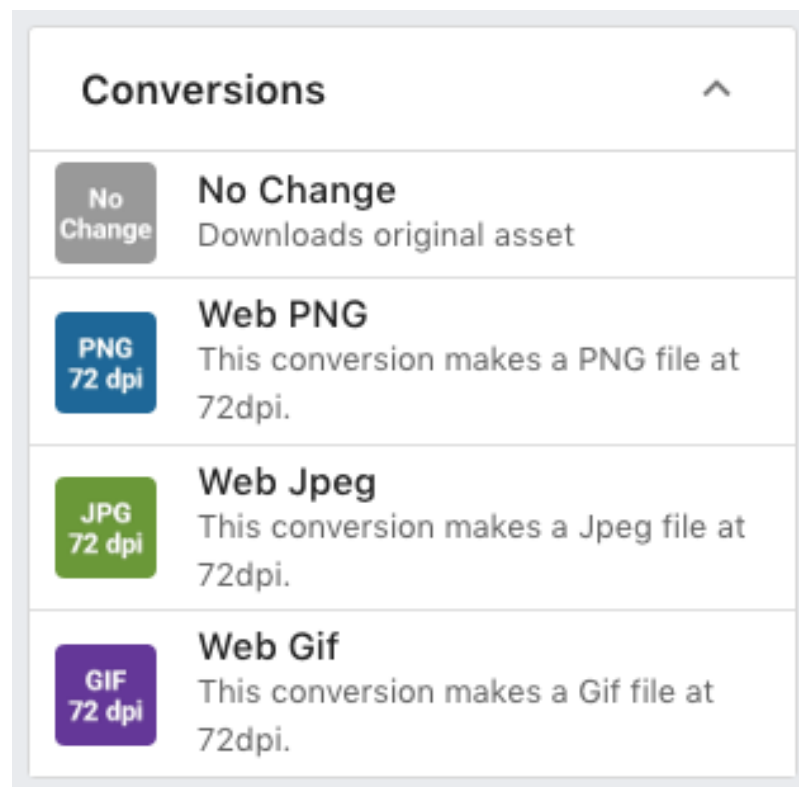 Conversions
No Change
No Change
Downloads original asset
PNG
72 dpi
Web PNG
This conversion makes a PNG file at
72dpi.
JPG
72 dpi
Web Jpeg
This conversion makes a Jpeg file at
72dpi.
GIF
72 dpi
Web Gif
This conversion makes a Gif file at
72dpi.